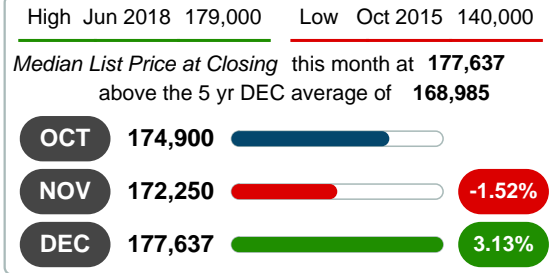 High Jun 2018 179,000 Low Oct 2015 140,000
Median List Price at Closing this month at 177,637
above the 5 yr DEC average of 168,985
OCT 174,900
NOV 172,250 -1.52%
DEC 177,637 3.13%